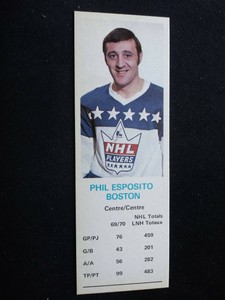 NHL
PLAYERS
PHIL ESPOSITO
BOSTON
Centre/Centre
NHL Totals
69/70 LNH Totaux
GP/PJ 76 459
G/B 43 201
A/A 56 282
TP/PT 99 483